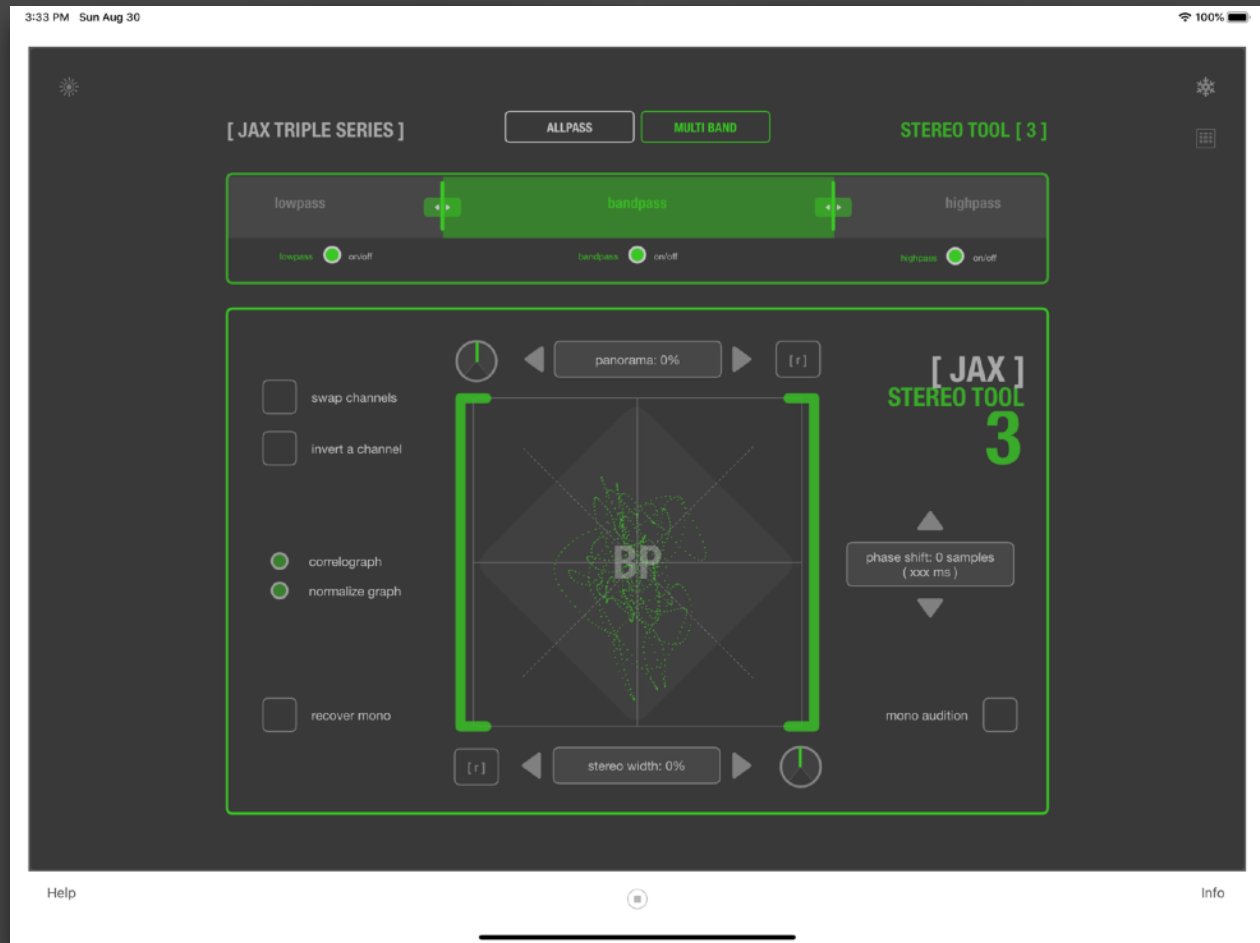 3:33 PM Sun Aug 30
100%
[ JAX TRIPLE SERIES ]
ALLPASS
MULTI BAND
STEREO TOOL [ 3 ]
lowpass
bandpass
highpass
lowpass on/off
bandpass on/off
highpass on/off
panorama: 0%
[ r ]
[ JAX ]
STEREO TOOL
3
swap channels
invert a channel
BP
correlograph
normalize graph
phase shift: 0 samples
( xxx ms )
recover mono
mono audition
[ r ]
stereo width: 0%
Help
Info